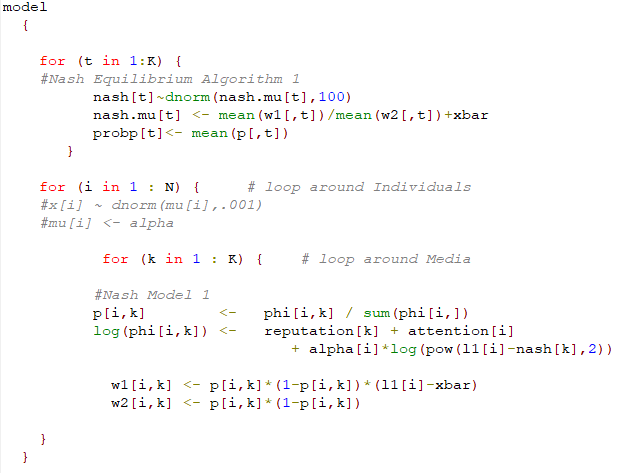 model
{
for (t in 1:K) {
#Nash Equilibrium Algorithm 1
nash[t]~dnorm(nash.mu[t],100)
nash.mu[t] <- mean(w1[,t])/mean(w2[,t])+xbar
probp[t]<- mean(p[,t])
}
for (i in 1 : N) { # loop around Individuals
#x[i] ~ dnorm(mu[i],.001)
#mu[i] <- alpha
for (k in 1 : K) { # loop around Media
#Nash Model 1
p[i,k] <- phi[i,k] / sum(phi[i,])
log(phi[i,k]) <- reputation[k] + attention[i]
+ alpha[i]*log(pow(l1[i]-nash[k],2))
w1[i,k] <- p[i,k]*(1-p[i,k])*(l1[i]-xbar)
w2[i,k] <- p[i,k]*(1-p[i,k])
}
}